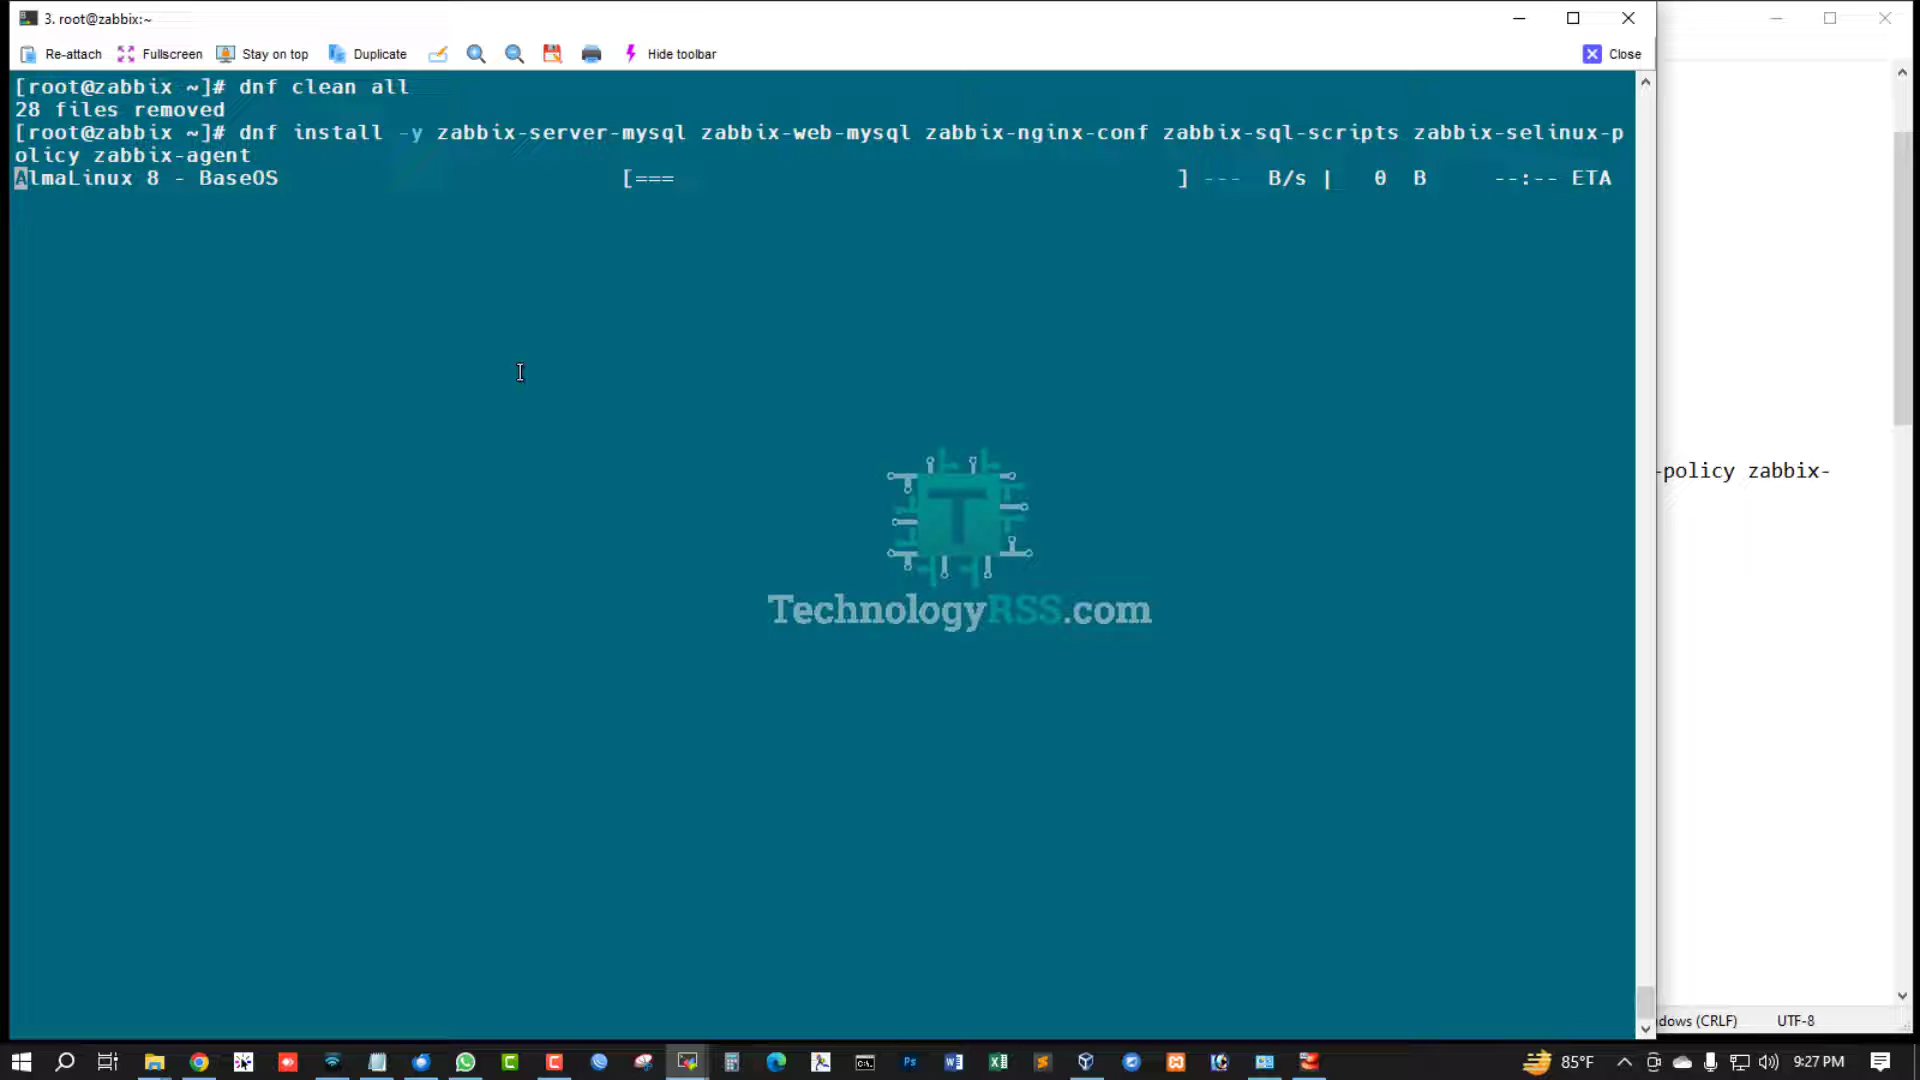 3. root@zabbix:~
Re-attach Fullscreen Stay on top Duplicate Hide toolbar Close
[root@zabbix ~]# dnf clean all
28 files removed
[root@zabbix ~]# dnf install -y zabbix-server-mysql zabbix-web-mysql zabbix-nginx-conf zabbix-sql-scripts zabbix-selinux-p
olicy zabbix-agent
AlmaLinux 8 - BaseOS [=== ] --- B/s | 0 B --:-- ETA
-policy zabbix-
T
TechnologyRSS.com
dows (CRLF) UTF-8
85°F 9:27 PM